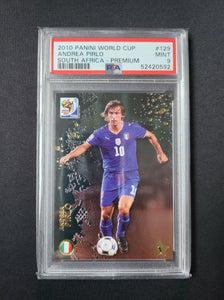 2010 PANINI WORLD CUP #129
ANDREA PIRLO MINT
SOUTH AFRICA - PREMIUM 9
PSA 52420592
10